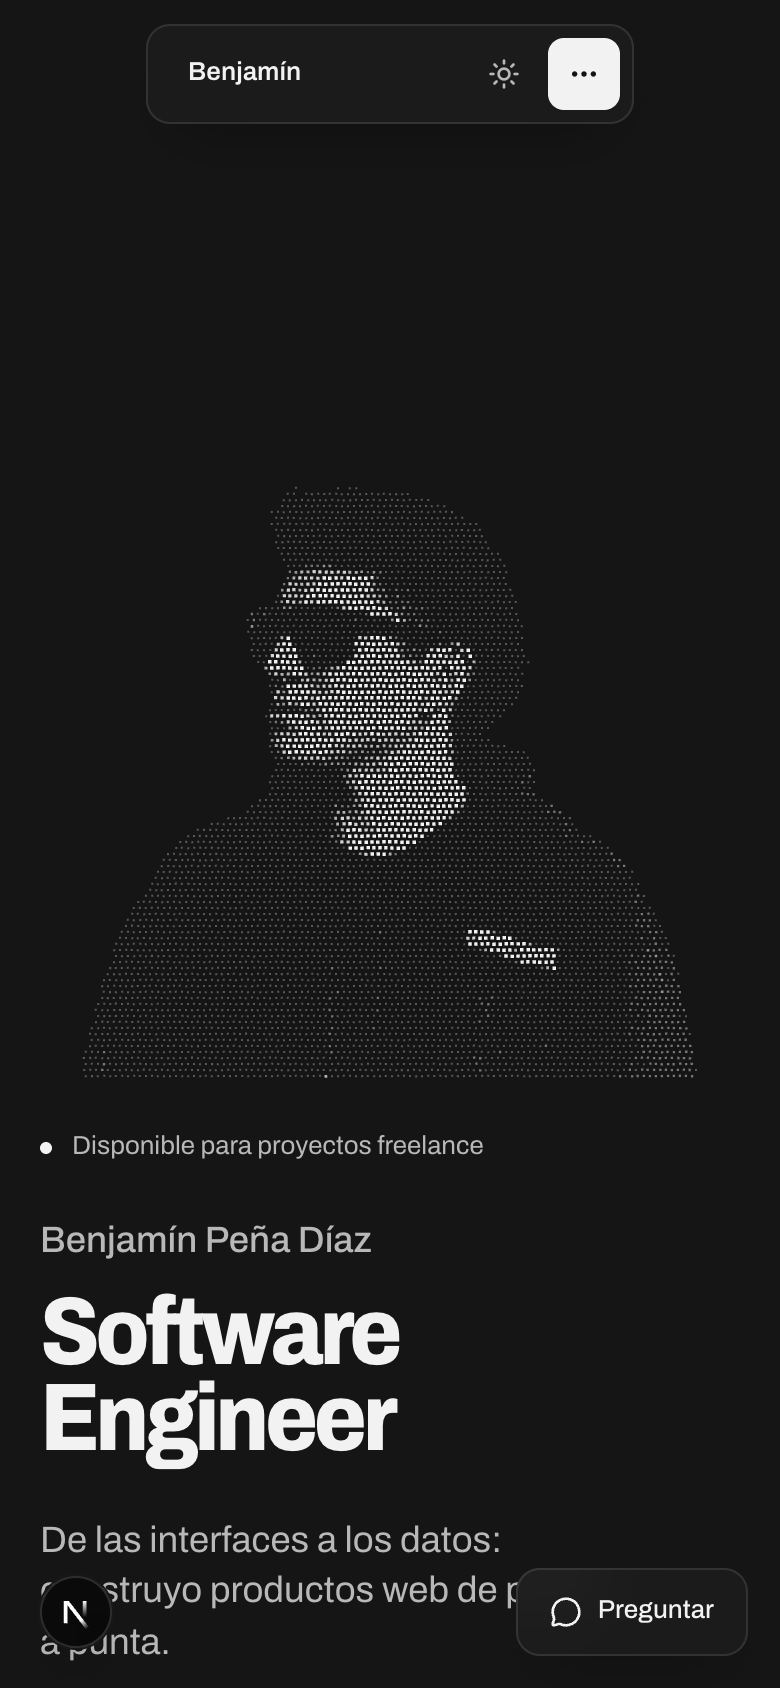 Benjamín
Disponible para proyectos freelance
Benjamín Peña Díaz
Software
Engineer
De las interfaces a los datos:
productos web de
a punta.
N
Preguntar